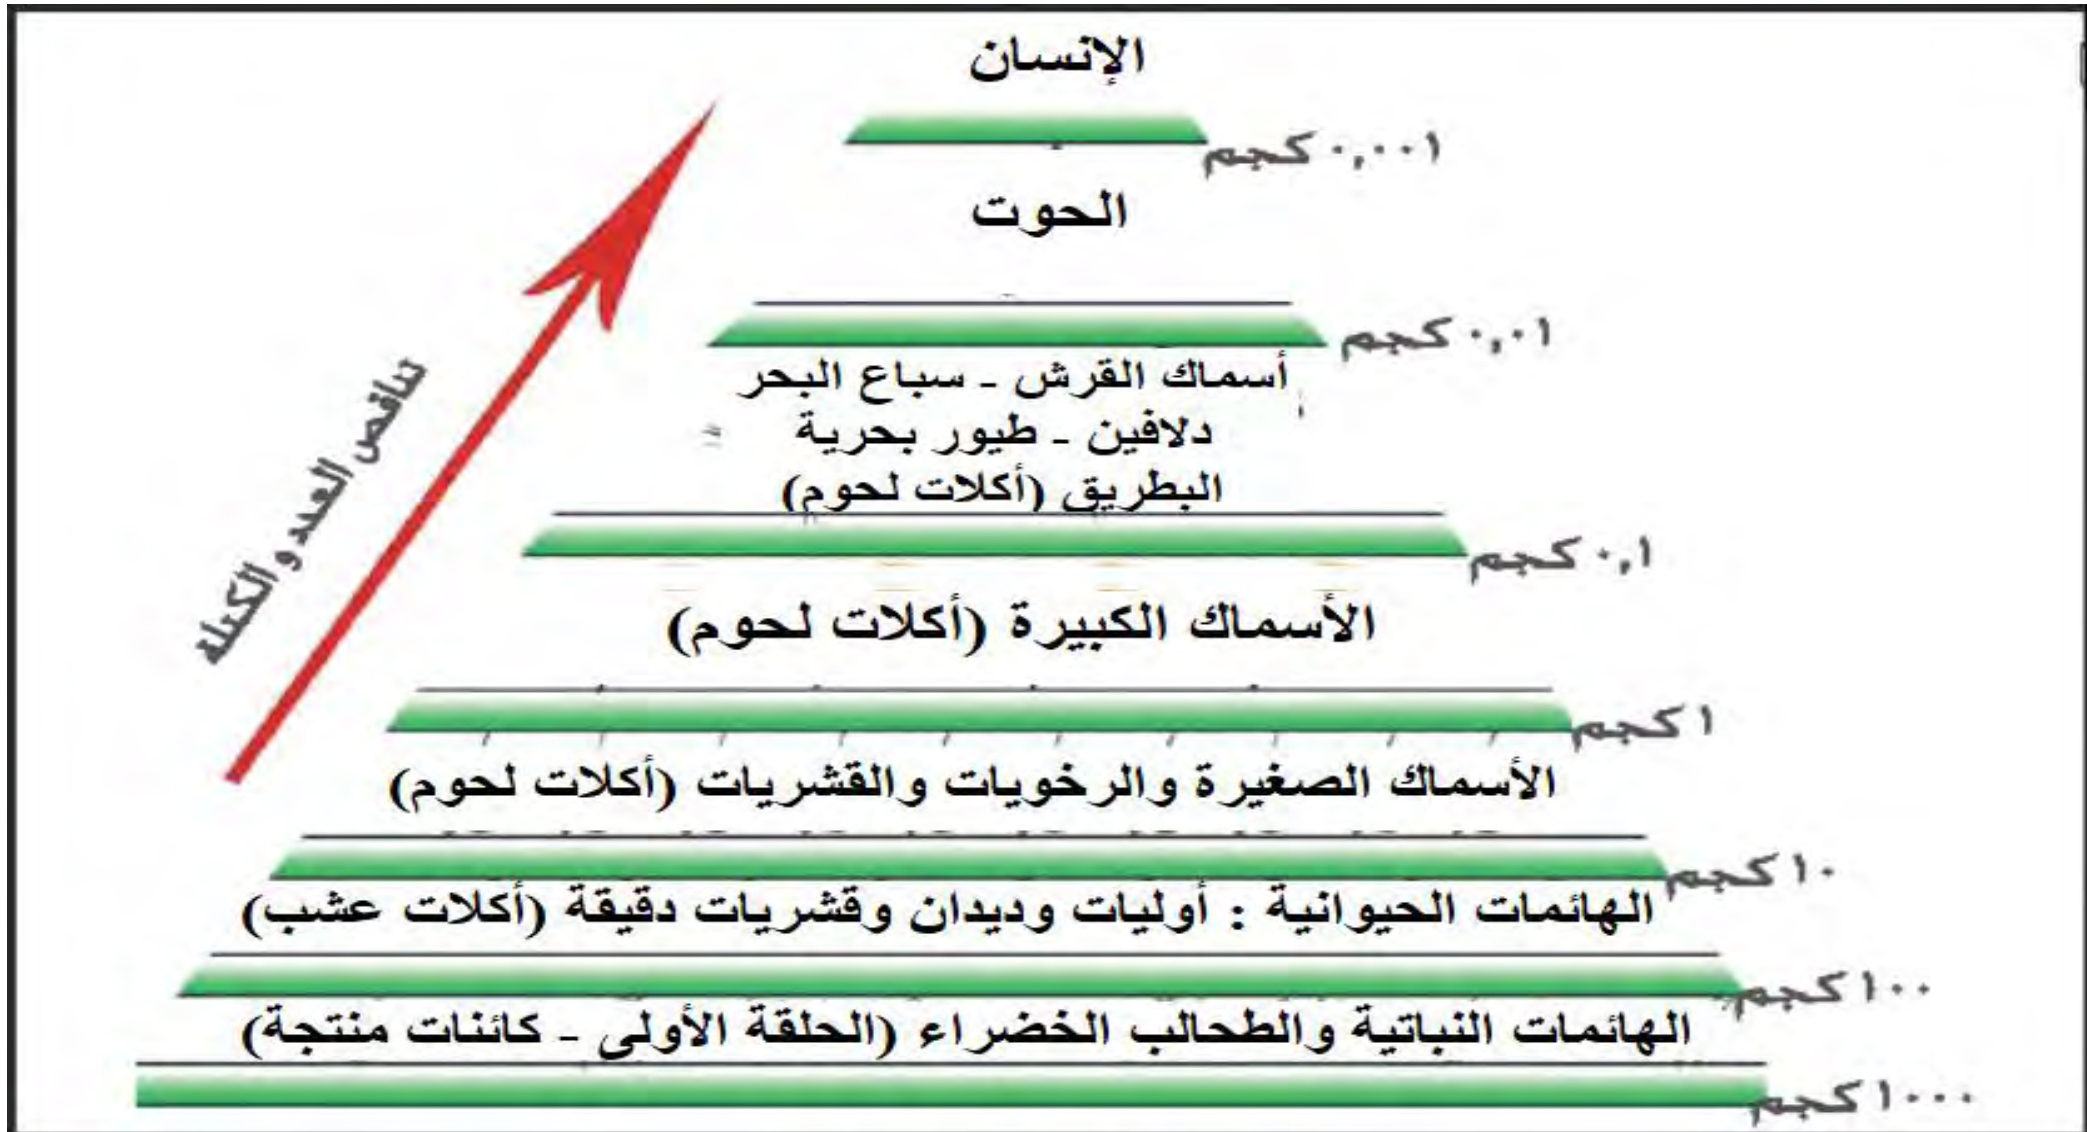 الإنسان
٠,٠٠١ كجم
الحوت
٠,٠١ كجم
أسماك القرش - سباع البحر
دلافين - طيور بحرية
البطريق (أكلات لحوم)
٠,١ كجم
الأسماك الكبيرة (أكلات لحوم)
١ كجم
الأسماك الصغيرة والرخويات والقشريات (أكلات لحوم)
١٠ كجم
الهائمات الحيوانية : أوليات وديدان وقشريات دقيقة (أكلات عشب)
١٠٠ كجم
الهائمات النباتية والطحالب الخضراء (الحلقة الأولى - كائنات منتجة)
١٠٠٠ كجم
تناقص العدد والكتلة